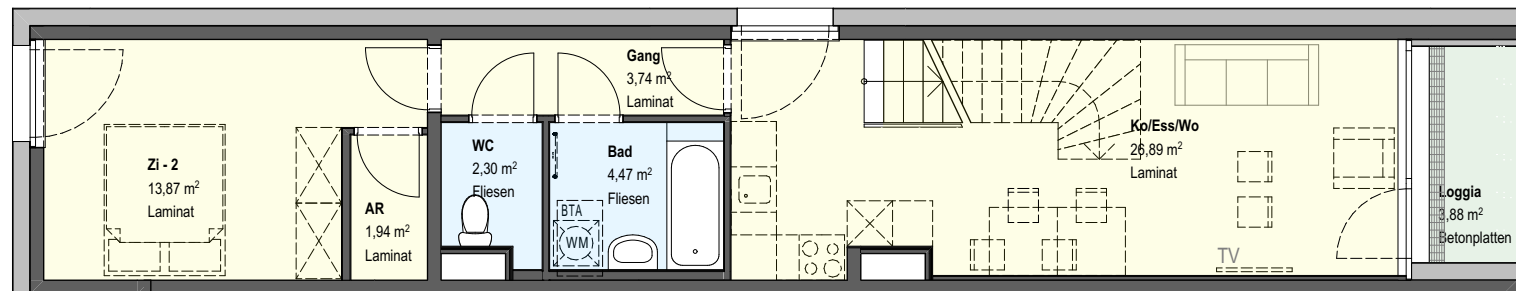 Zi - 2
13,87 m²
Laminat
AR
1,94 m²
Laminat
WC
2,30 m²
Fliesen
Gang
3,74 m²
Laminat
Bad
4,47 m²
Fliesen
BTA
WM
Ko/Ess/Wo
26,89 m²
Laminat
TV
Loggia
3,88 m²
Betonplatten